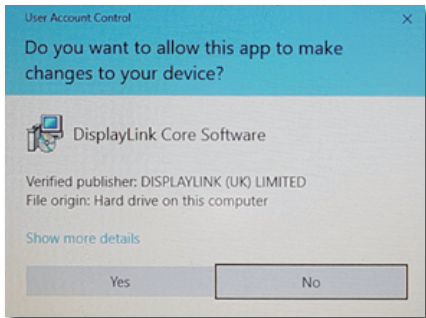 User Account Control
Do you want to allow this app to make
changes to your device?
DisplayLink Core Software
Verified publisher: DISPLAYLINK (UK) LIMITED
File origin: Hard drive on this computer
Show more details
Yes
No